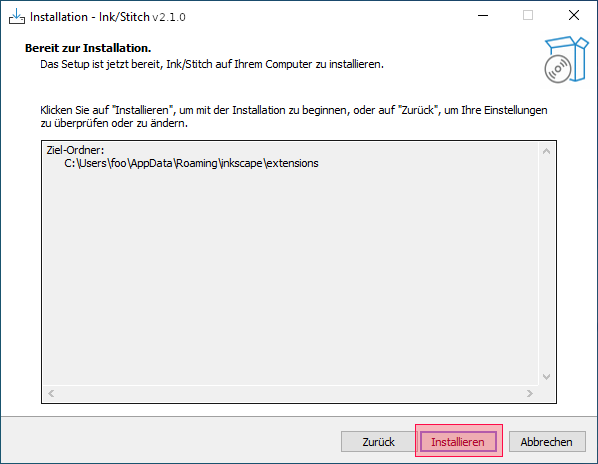 Installation - Ink/Stitch v2.1.0
Bereit zur Installation.
Das Setup ist jetzt bereit, Ink/Stitch auf Ihrem Computer zu installieren.
Klicken Sie auf "Installieren", um mit der Installation zu beginnen, oder auf "Zurück", um Ihre Einstellungen
zu überprüfen oder zu ändern.
Ziel-Ordner:
C:\Users\foo\AppData\Roaming\inkscape\extensions
Zurück
Installieren
Abbrechen